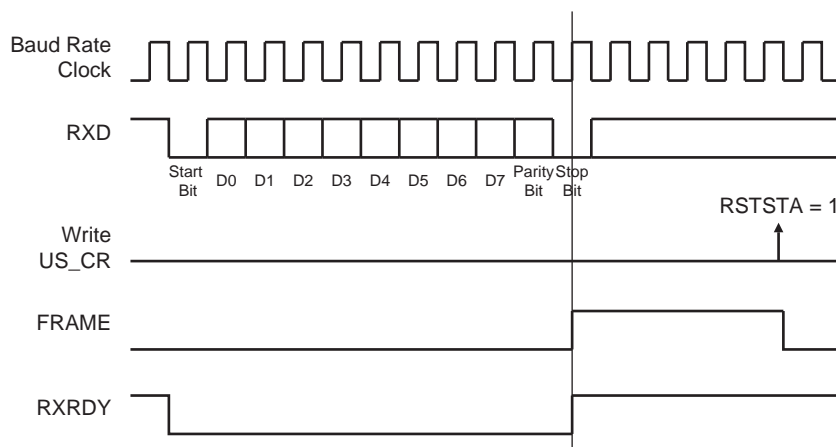 Baud Rate
Clock
RXD
Start
Bit
D0 D1 D2 D3 D4 D5 D6 D7
Parity
Bit
Stop
Bit
RSTSTA = 1
Write
US_CR
FRAME
RXRDY